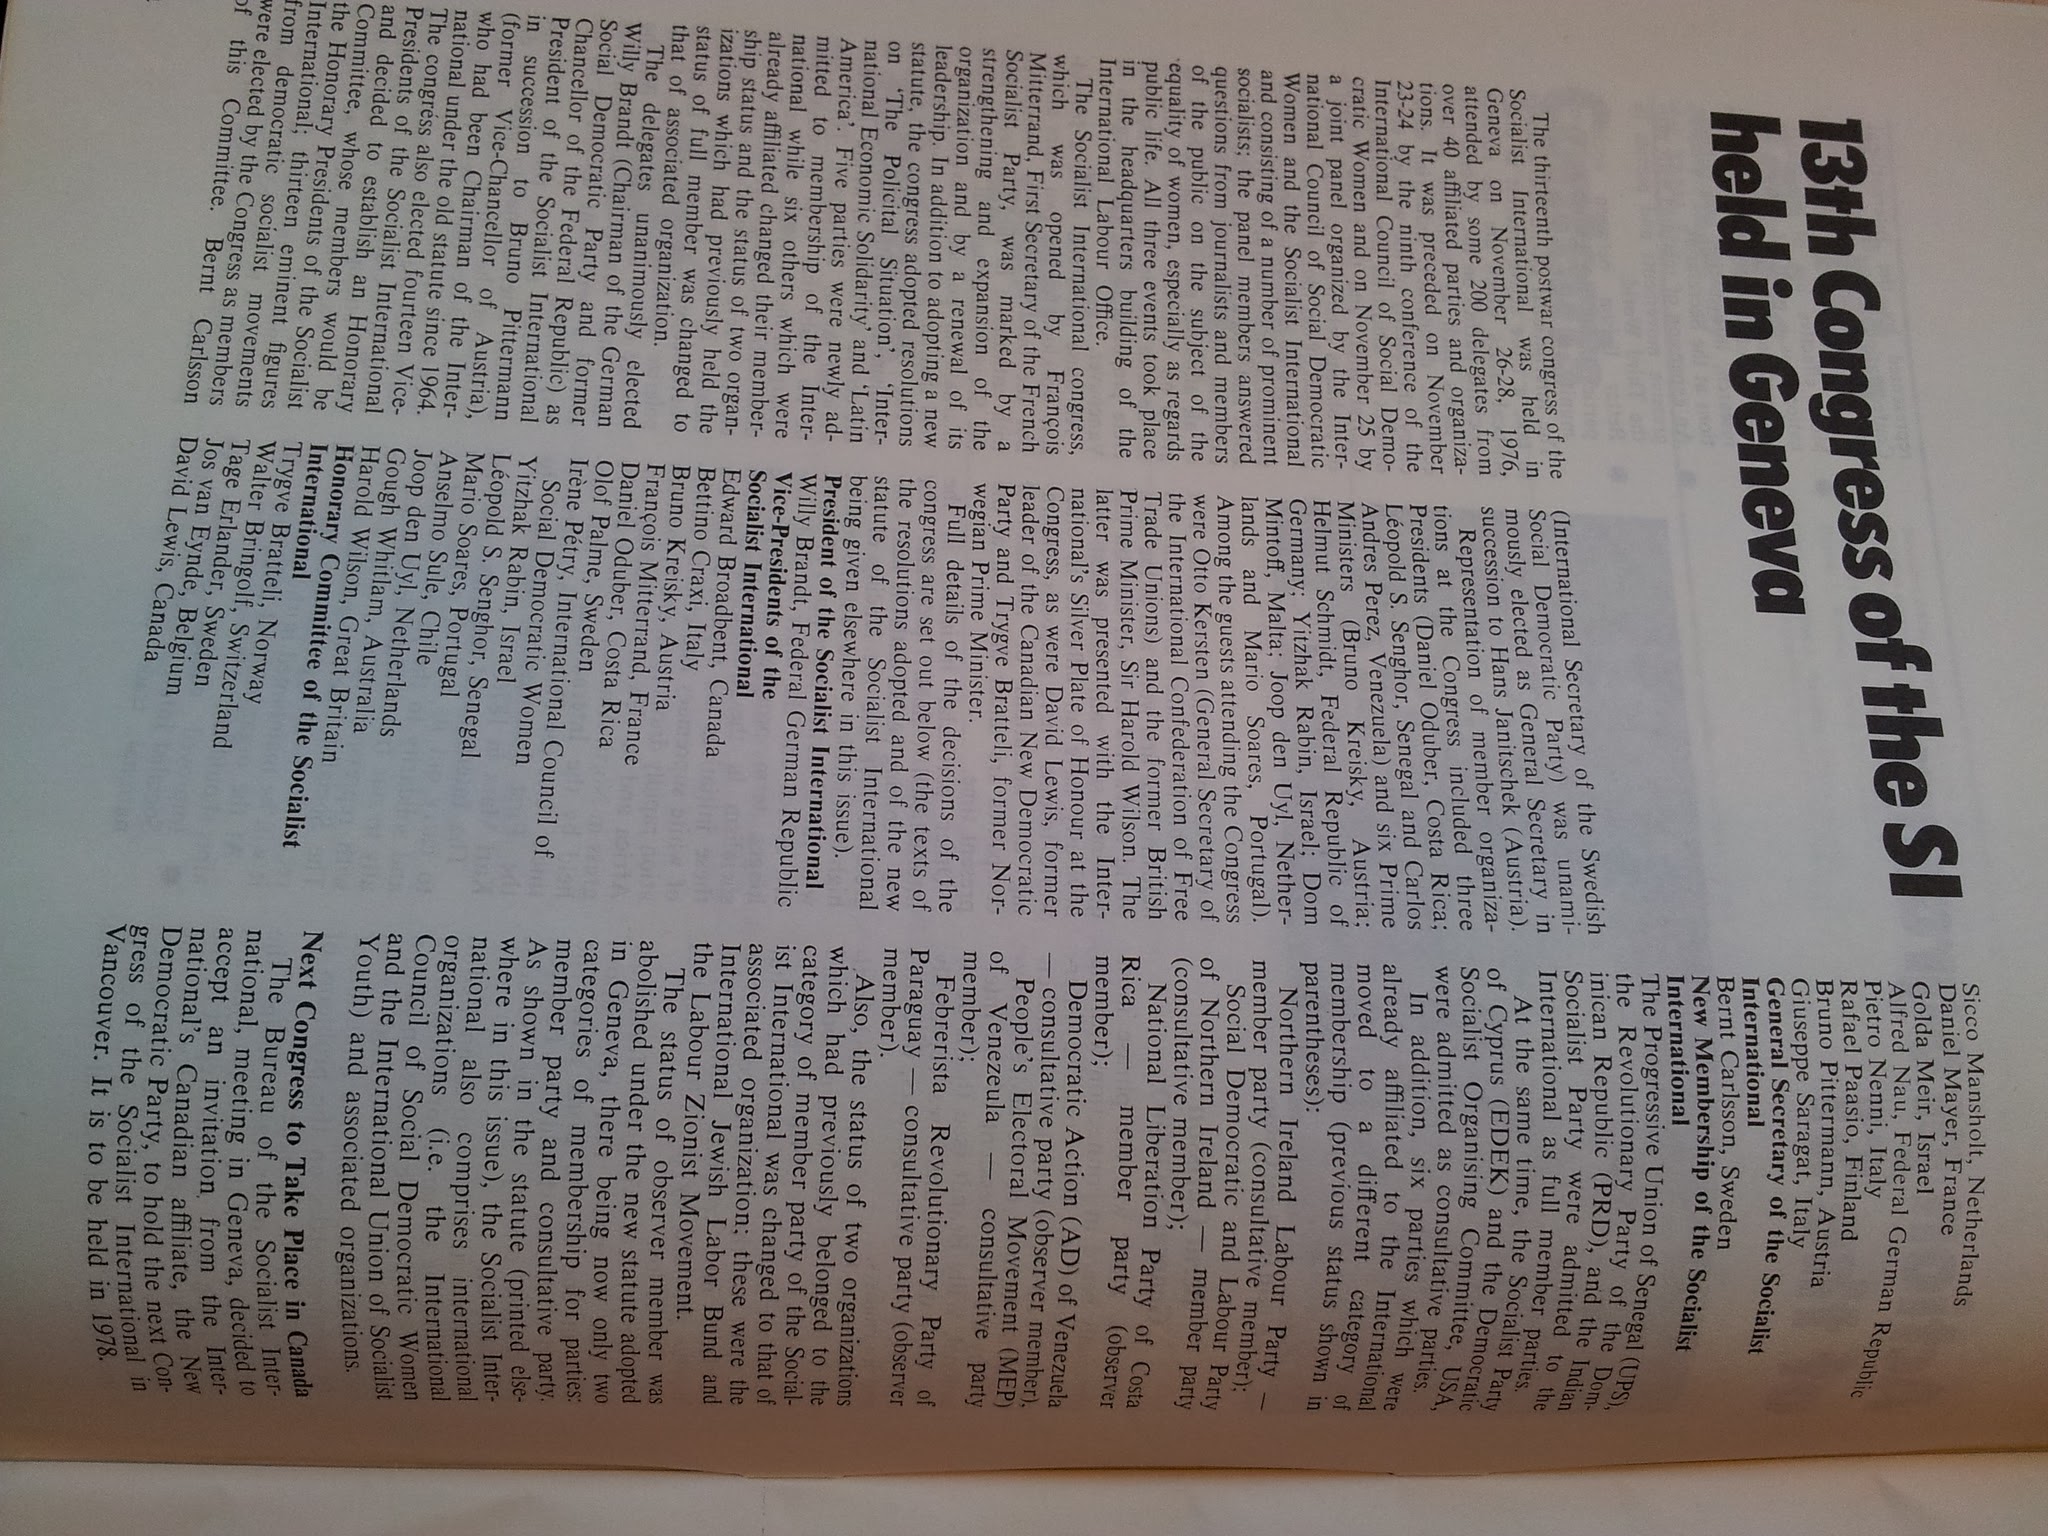 13th Congress of the SI
held in Geneva
The thirteenth postwar congress of the
Socialist International was held in
Geneva on November 26-28, 1976,
attended by some 200 delegates from
over 40 affiliated parties and organiza-
tions. It was preceded on November
23-24 by the ninth conference of the
International Council of Social Demo-
cratic Women and on November 25 by
a joint panel organized by the Inter-
national Council of Social Democratic
Women and the Socialist International
and consisting of a number of prominent
socialists; the panel members answered
questions from journalists and members
of the public on the subject of the
equality of women, especially as regards
public life. All three events took place
in the headquarters building of the
International Labour Office.
The Socialist International congress,
which was opened by François
Mitterrand, First Secretary of the French
Socialist Party, was marked by a
strengthening and expansion of the
organization and by a renewal of its
leadership. In addition to adopting a new
statute, the congress adopted resolutions
on 'The Policital Situation', 'Inter-
national Economic Solidarity' and 'Latin
America'. Five parties were newly ad-
mitted to membership of the Inter-
national while six others which were
already affiliated changed their member-
ship status and the status of two organ-
izations which had previously held the
status of full member was changed to
that of associated organization.
The delegates unanimously elected
Willy Brandt (Chairman of the German
Social Democratic Party and former
Chancellor of the Federal Republic) as
President of the Socialist International
in succession to Bruno Pittermann
(former Vice-Chancellor of Austria),
who had been Chairman of the Inter-
national under the old statute since 1964.
The congress also elected fourteen Vice-
Presidents of the Socialist International
and decided to establish an Honorary
Committee, whose members would be
the Honorary Presidents of the Socialist
International; thirteen eminent figures
from democratic socialist movements
were elected by the Congress as members
of this Committee. Bernt Carlsson
(International Secretary of the Swedish
Social Democratic Party) was unami-
mously elected as General Secretary in
succession to Hans Janitschek (Austria).
Representation of member organiza-
tions at the Congress included three
Presidents (Daniel Oduber, Costa Rica;
Léopold S. Senghor, Senegal and Carlos
Andres Perez, Venezuela) and six Prime
Ministers (Bruno Kreisky, Austria;
Helmut Schmidt, Federal Republic of
Germany; Yitzhak Rabin, Israel; Dom
Mintoff, Malta; Joop den Uyl, Nether-
lands and Mario Soares, Portugal).
Among the guests attending the Congress
were Otto Kersten (General Secretary of
the International Confederation of Free
Trade Unions) and the former British
Prime Minister, Sir Harold Wilson. The
latter was presented with the Inter-
national's Silver Plate of Honour at the
Congress, as were David Lewis, former
leader of the Canadian New Democratic
Party and Trygve Bratteli, former Nor-
wegian Prime Minister.
Full details of the decisions of the
congress are set out below (the texts of
the resolutions adopted and of the new
statute of the Socialist International
being given elsewhere in this issue).
President of the Socialist International
Willy Brandt, Federal German Republic
Vice-Presidents of the
Socialist International
Edward Broadbent, Canada
Bettino Craxi, Italy
Bruno Kreisky, Austria
François Mitterrand, France
Daniel Oduber, Costa Rica
Olof Palme, Sweden
Irène Pétry, International Council of
Social Democratic Women
Yitzhak Rabin, Israel
Léopold S. Senghor, Senegal
Mario Soares, Portugal
Anselmo Sule, Chile
Joop den Uyl, Netherlands
Gough Whitlam, Australia
Harold Wilson, Great Britain
Honorary Committee of the Socialist
International
Trygve Bratteli, Norway
Walter Bringolf, Switzerland
Tage Erlander, Sweden
Jos van Eynde, Belgium
David Lewis, Canada
Sicco Mansholt, Netherlands
Daniel Mayer, France
Golda Meir, Israel
Alfred Nau, Federal German Republic
Pietro Nenni, Italy
Rafael Paasio, Finland
Bruno Pittermann, Austria
Giuseppe Saragat, Italy
General Secretary of the Socialist
International
Bernt Carlsson, Sweden
New Membership of the Socialist
International
The Progressive Union of Senegal (UPS),
the Revolutionary Party of the Dom-
inican Republic (PRD), and the Indian
Socialist Party were admitted to the
International as full member parties.
At the same time, the Socialist Party
of Cyprus (EDEK) and the Democratic
Socialist Organising Committee, USA,
were admitted as consultative parties.
In addition, six parties which were
already affiliated to the International
moved to a different category of
membership (previous status shown in
parentheses):
Northern Ireland Labour Party —
member party (consultative member);
Social Democratic and Labour Party
of Northern Ireland — member party
(consultative member);
National Liberation Party of Costa
Rica — member party (observer
member);
Democratic Action (AD) of Venezuela
— consultative party (observer member).
People's Electoral Movement (MEP)
of Venezeula — consultative party
member);
Febrerista Revolutionary Party of
Paraguay — consultative party (observer
member).
Also, the status of two organizations
which had previously belonged to the
category of member party of the Social-
ist International was changed to that of
associated organization; these were the
International Jewish Labor Bund and
the Labour Zionist Movement.
The status of observer member was
abolished under the new statute adopted
in Geneva, there being now only two
categories of membership for parties:
member party and consultative party.
As shown in the statute (printed else-
where in this issue), the Socialist Inter-
national also comprises international
organizations (i.e. the International
Council of Social Democratic Women
and the International Union of Socialist
Youth) and associated organizations.
Next Congress to Take Place in Canada
The Bureau of the Socialist Inter-
national, meeting in Geneva, decided to
accept an invitation, from the Inter-
national's Canadian affiliate, the New
Democratic Party, to hold the next Con-
gress of the Socialist International in
Vancouver. It is to be held in 1978.